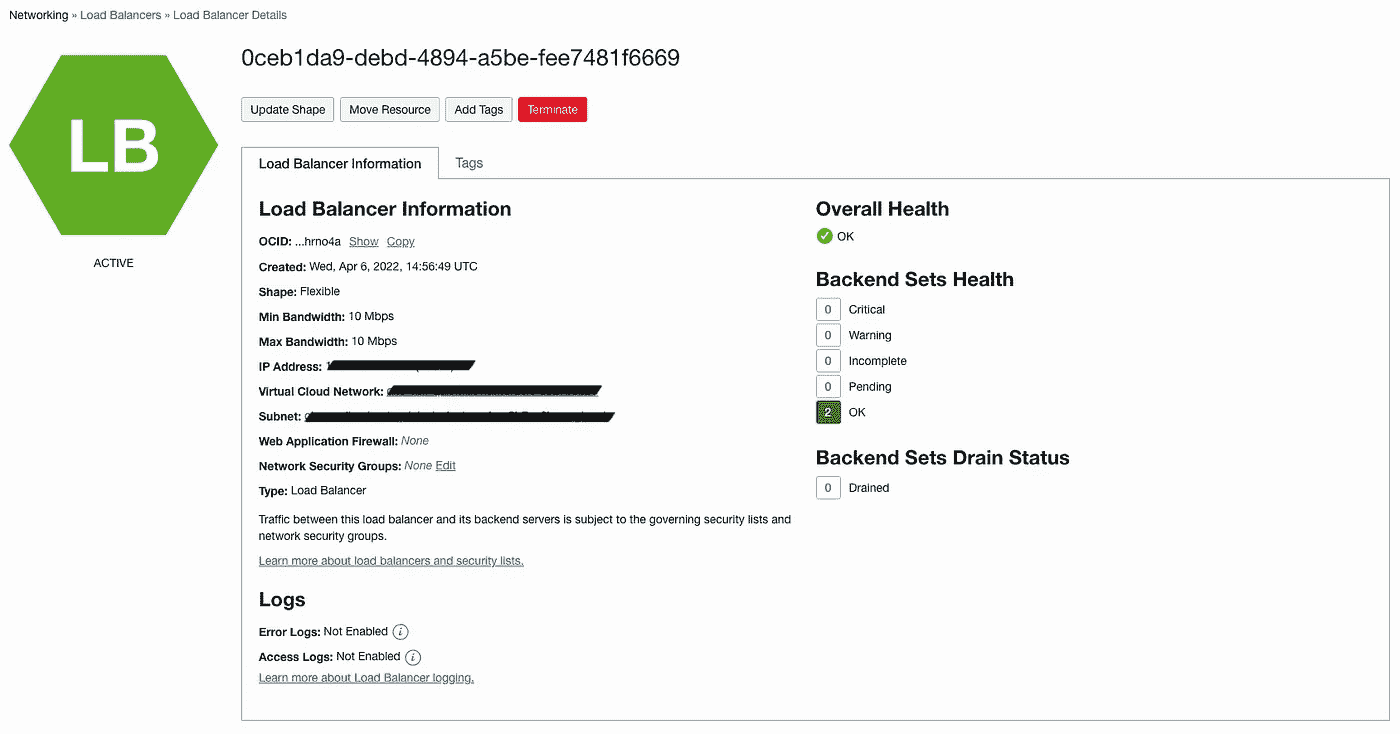 Networking » Load Balancers » Load Balancer Details
LB
ACTIVE
0ceb1da9-debd-4894-a5be-fee7481f6669
Update Shape Move Resource Add Tags Terminate
Load Balancer Information Tags
Load Balancer Information
OCID: ...hrno4a Show Copy
Created: Wed, Apr 6, 2022, 14:56:49 UTC
Shape: Flexible
Min Bandwidth: 10 Mbps
Max Bandwidth: 10 Mbps
IP Address:
Virtual Cloud Network:
Subnet:
Web Application Firewall: None
Network Security Groups: None Edit
Type: Load Balancer
Traffic between this load balancer and its backend servers is subject to the governing security lists and
network security groups.
Learn more about load balancers and security lists.
Logs
Error Logs: Not Enabled i
Access Logs: Not Enabled i
Learn more about Load Balancer logging.
Overall Health
OK
Backend Sets Health
0 Critical
0 Warning
0 Incomplete
0 Pending
2 OK
Backend Sets Drain Status
0 Drained